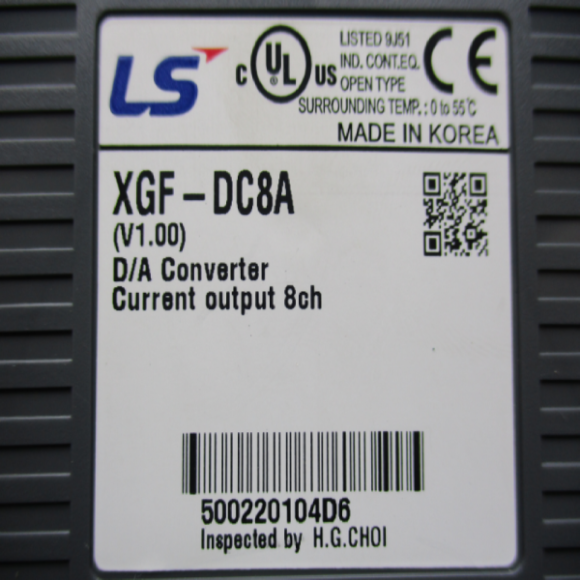 LS
C UL US
LISTED 9J51
IND. CONT.EQ.
OPEN TYPE
SURROUNDING TEMP.: 0 to 55℃
CE
MADE IN KOREA
XGF-DC8A
(V1.00)
D/A Converter
Current output 8ch
500220104D6
Inspected by H.G.CHOI